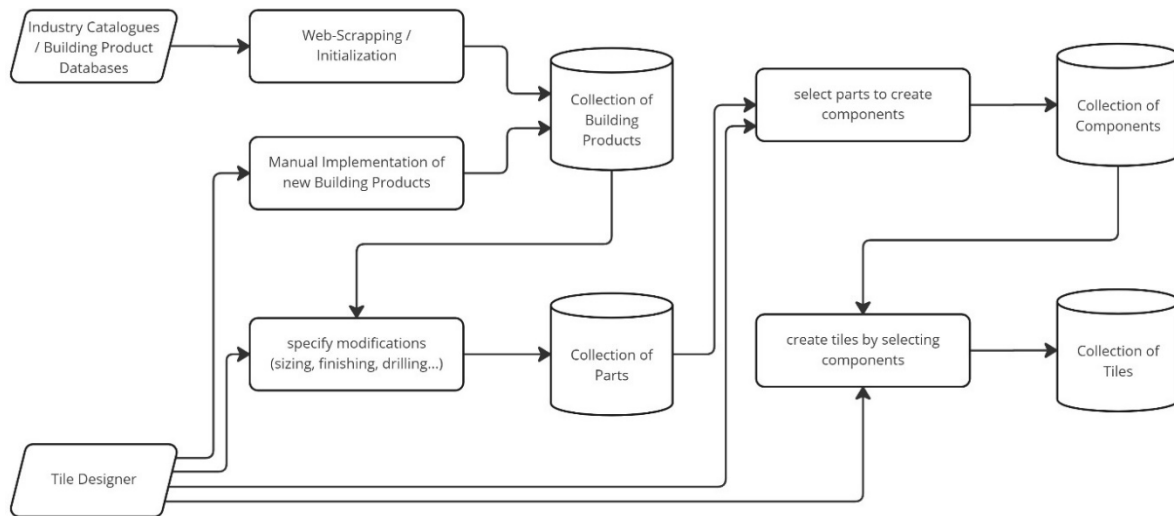 Industry Catalogues
/ Building Product
Databases
Web-Scrapping /
Initialization
Collection of
Building
Products
select parts to create
components
Collection of
Components
Manual Implementation of
new Building Products
specify modifications
(sizing, finishing, drilling...)
Collection of
Parts
create tiles by selecting
components
Collection of
Tiles
Tile Designer